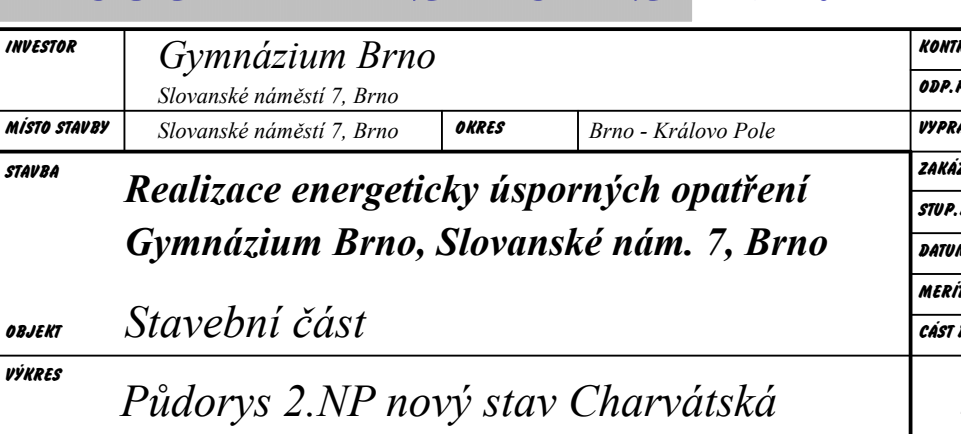 INVESTOR
Gymnázium Brno
Slovanské náměstí 7, Brno
MÍSTO STAVBY Slovanské náměstí 7, Brno OKRES Brno - Královo Pole
STAVBA
Realizace energeticky úsporných opatření
Gymnázium Brno, Slovanské nám. 7, Brno
OBJEKT Stavební část
VÝKRES
Půdorys 2.NP nový stav Charvátská